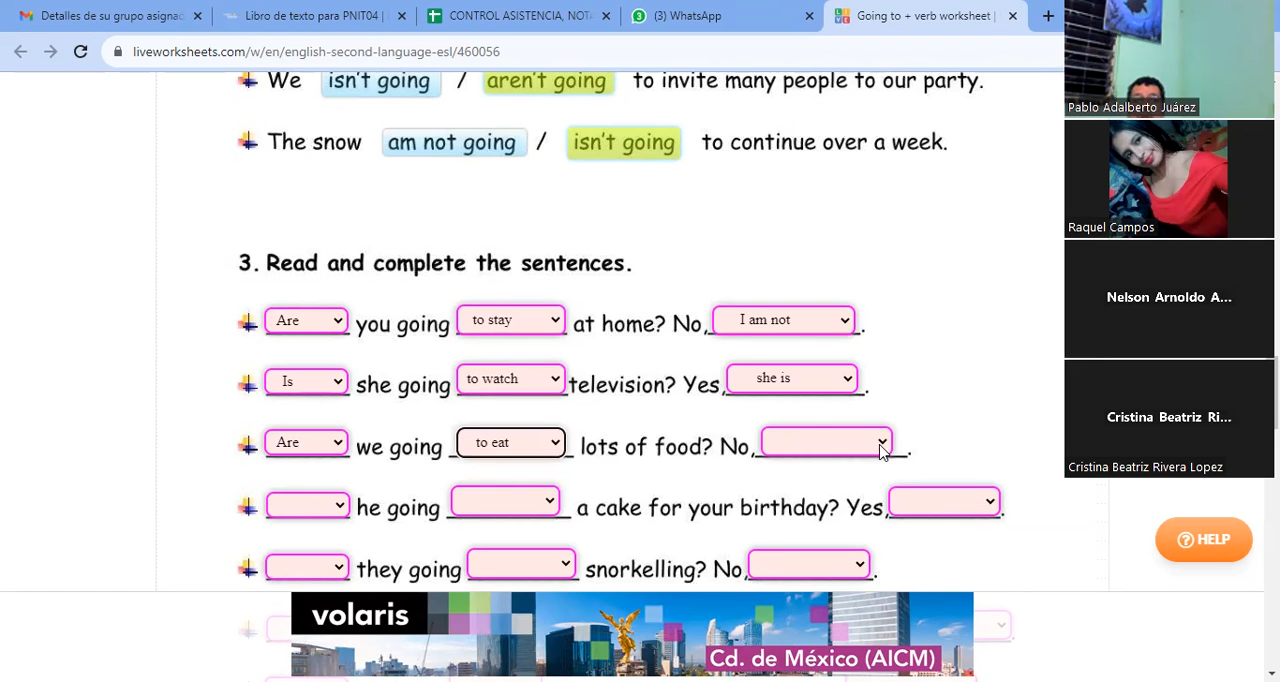 Detalles de su grupo asignac
Libro de texto para PNTIN |
CONTROL, ASISTENCIA, NOTA
(3) WhatsApp
Going to + verb worksheet |
liveworksheets.com/w/en/english-second-language-esl/460056
We isn't going / aren't going to invite many people to our party.
The snow am not going / isn't going to continue over a week.
3. Read and complete the sentences.
Are you going to stay at home? No, I am not.
Is she going to watch television? Yes, she is.
Are we going to eat lots of food? No, .
he going a cake for your birthday? Yes, .
they going snorkelling? No, .
HELP
volaris
Cd. de México (AICM)
Pablo Adalberto Juárez
Raquel Campos
Nelson Arnoldo A...
Cristina Beatriz Ri...
Cristina Beatriz Rivera Lopez